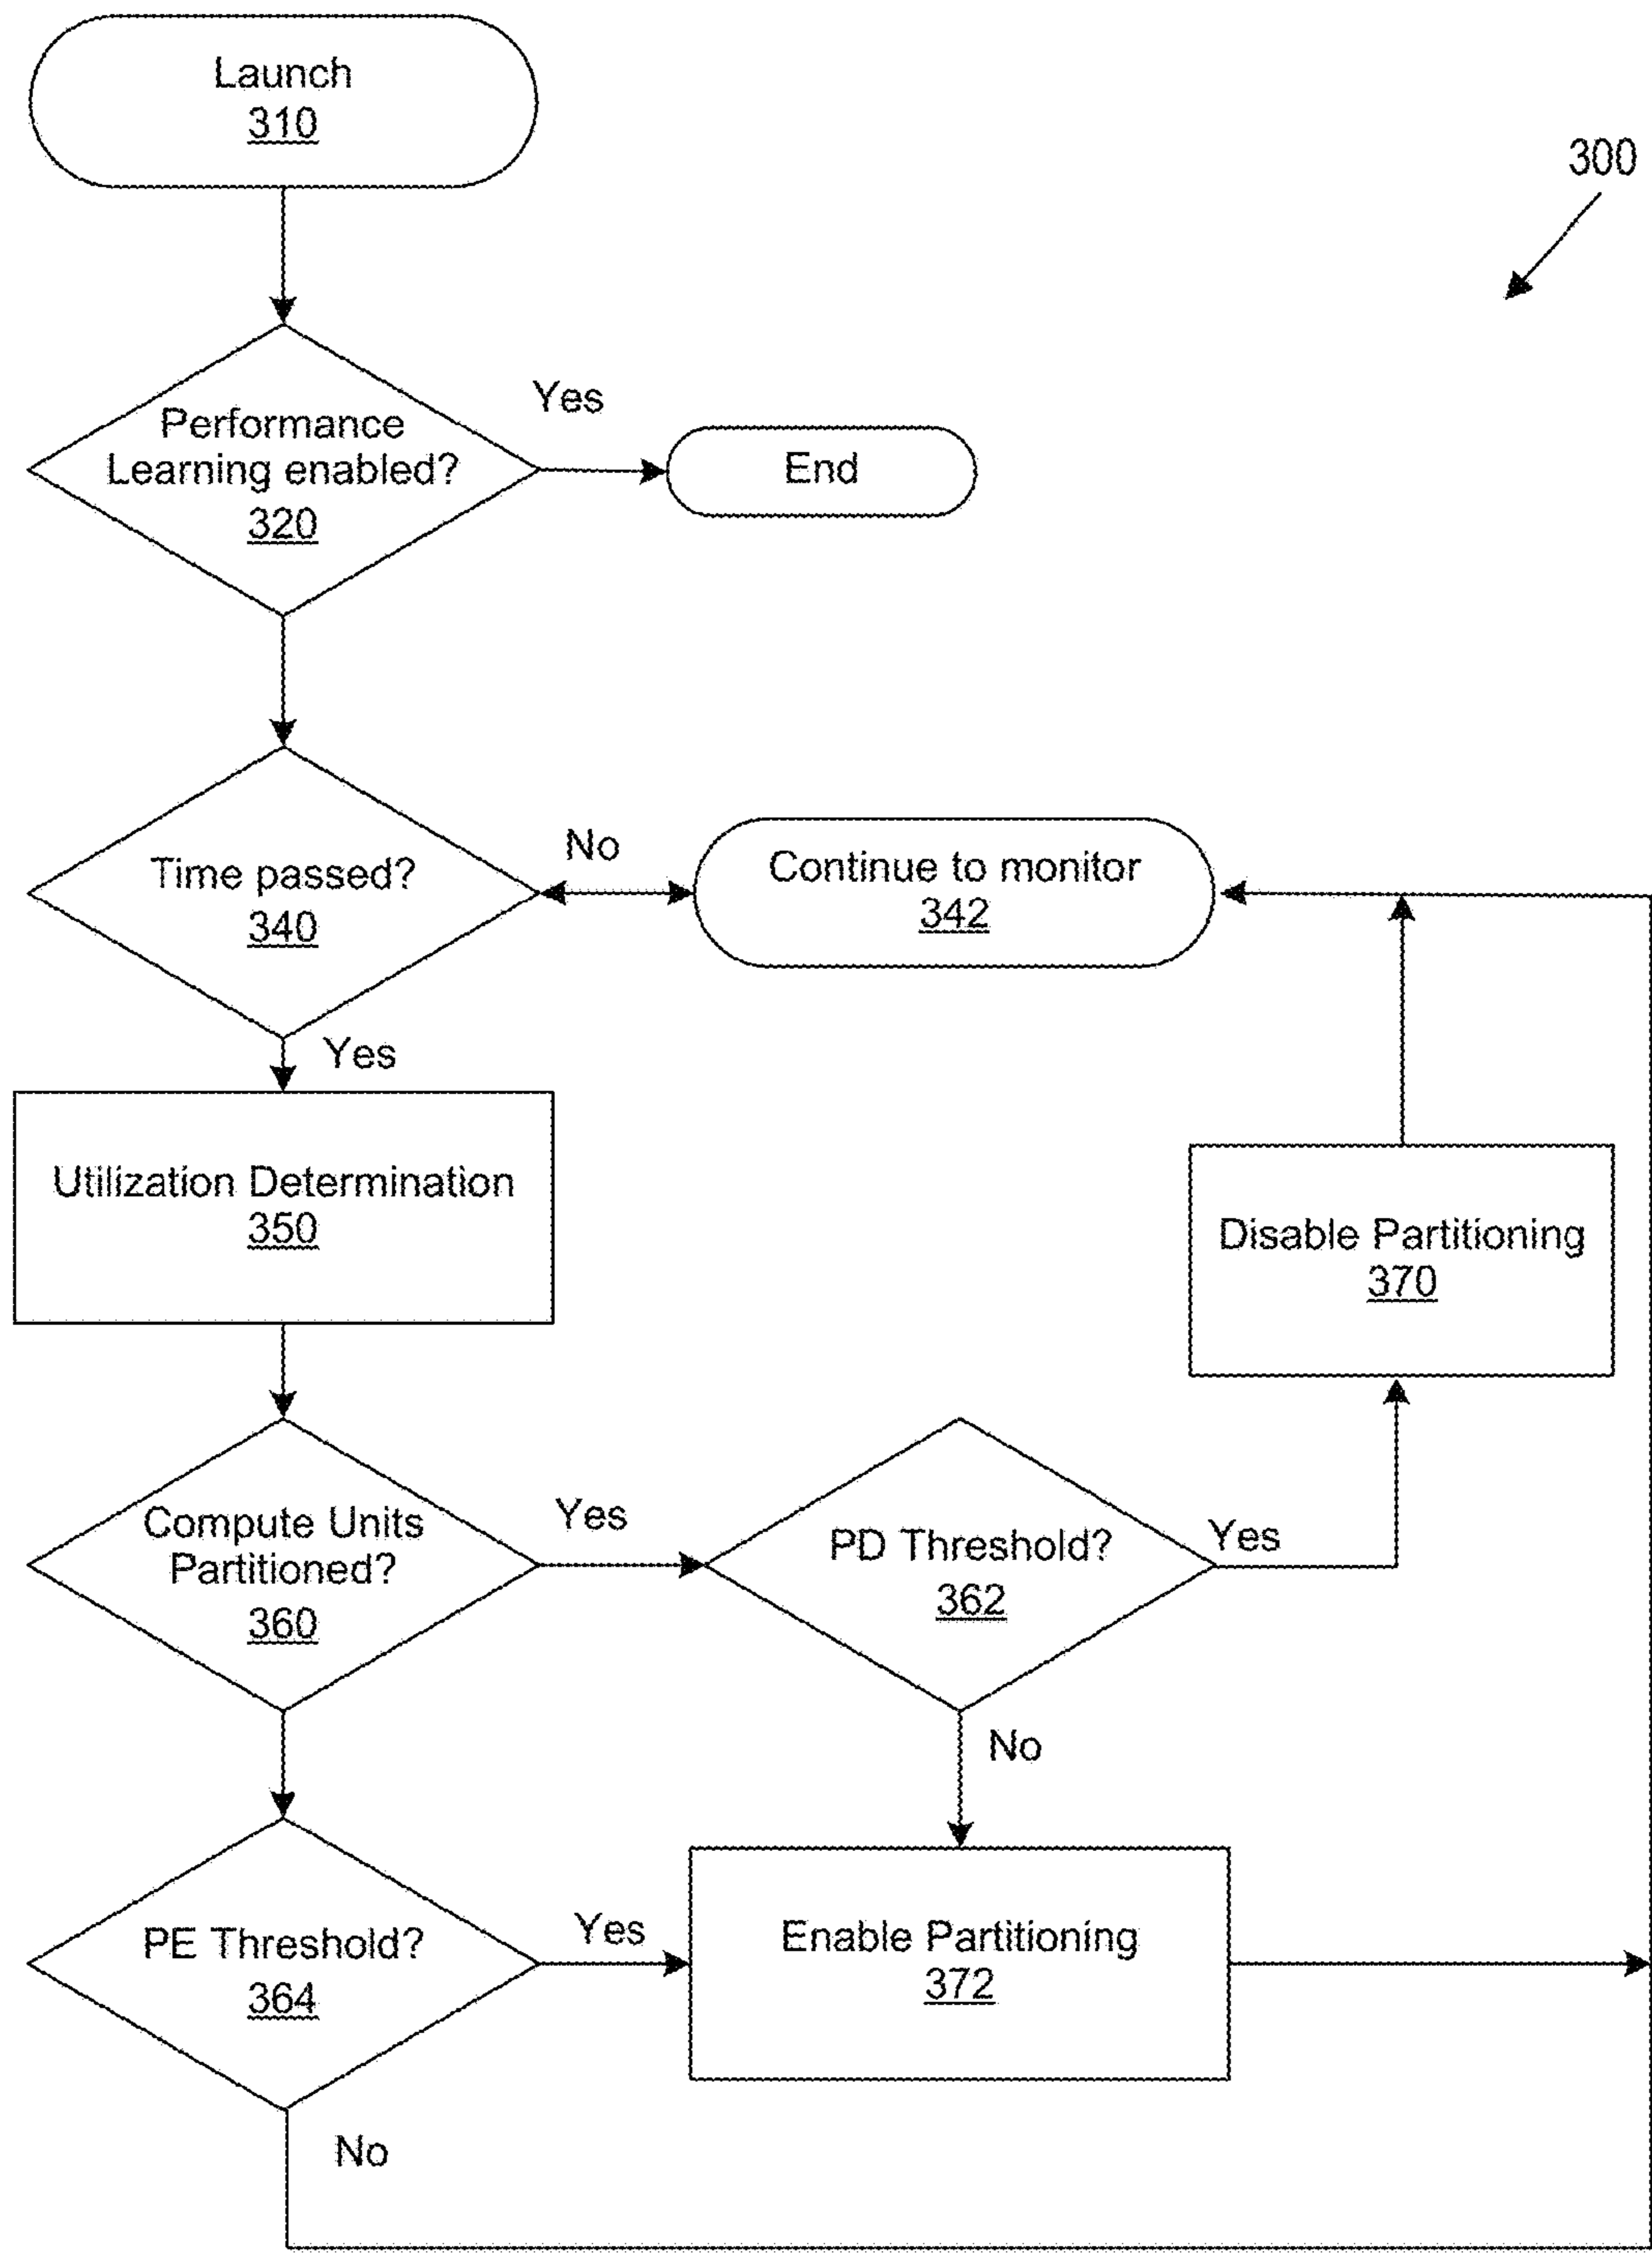 Launch
310
300
Performance
Learning enabled?
320
Yes
End
Time passed?
340
No
Continue to monitor
342
Yes
Utilization Determination
350
Disable Partitioning
370
Compute Units
Partitioned?
360
Yes
PD Threshold?
362
Yes
No
PE Threshold?
364
Yes
Enable Partitioning
372
No